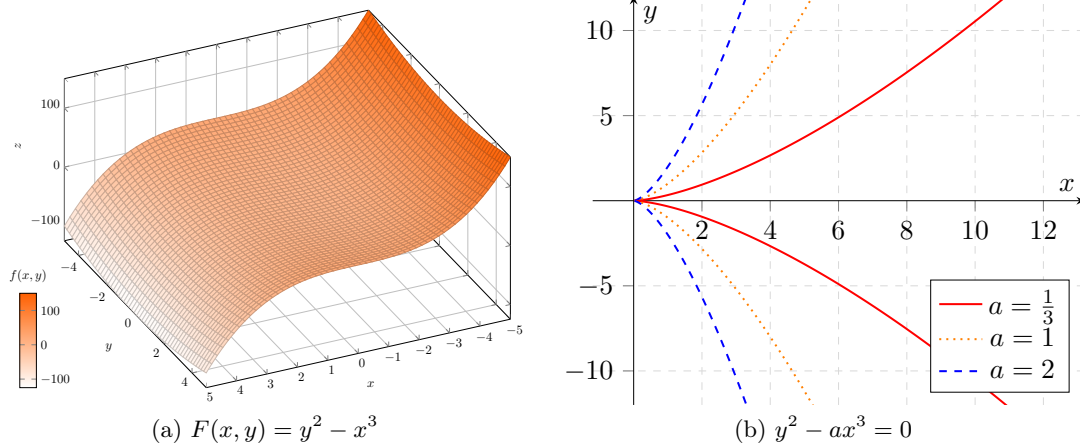 100
0
−100
z
−4
−2
0
2
4
y
5
4
3
2
1
0
−1
−2
−3
−4
−5
x
f(x, y)
100
0
−100
(a) F(x, y) = y² − x³
y
10
5
−5
−10
2
4
6
8
10
12
x
a = 1/3
a = 1
a = 2
(b) y² − ax³ = 0